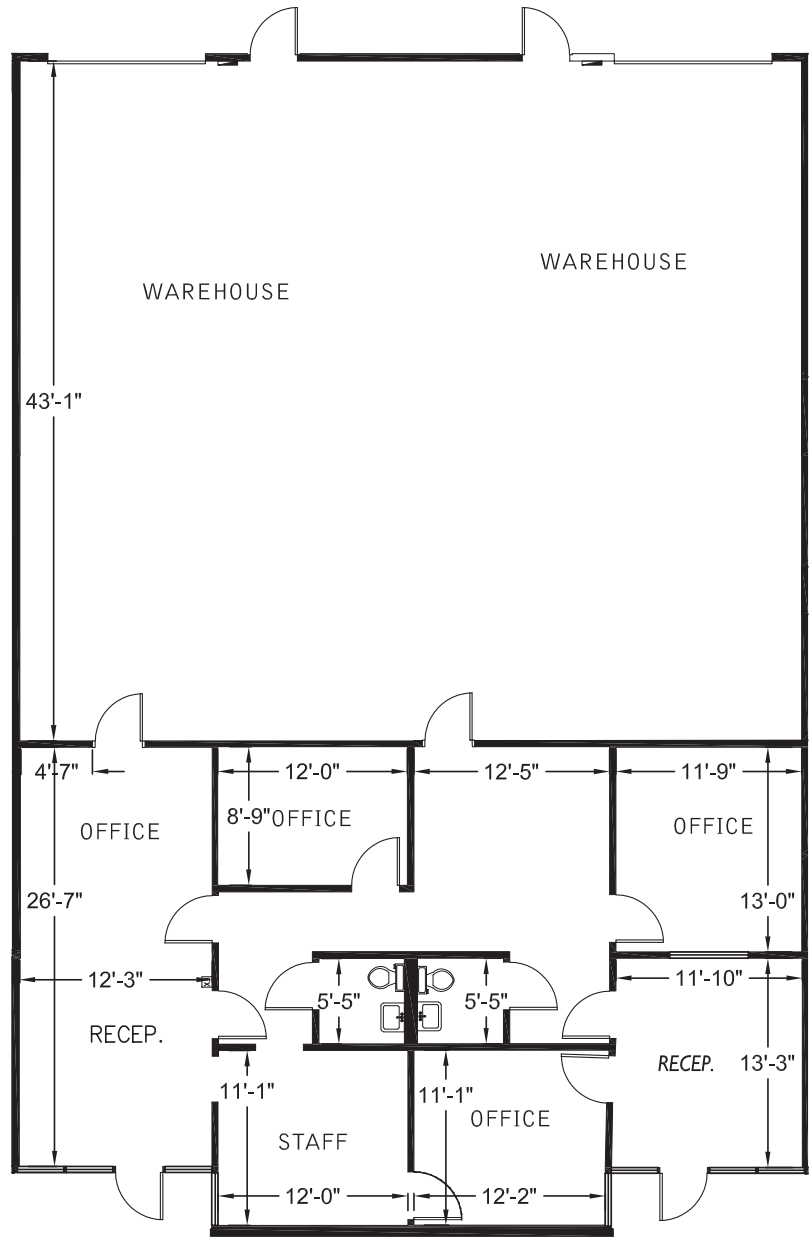 WAREHOUSE
WAREHOUSE
43'-1"
4'-7"
12'-0"
12'-5"
11'-9"
8'-9"
OFFICE
OFFICE
OFFICE
26'-7"
13'-0"
12'-3"
5'-5"
5'-5"
11'-10"
RECEP.
RECEP.
13'-3"
11'-1"
11'-1"
OFFICE
STAFF
12'-0"
12'-2"